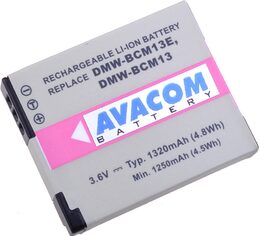 RECHARGEABLE LI-ION BATTERY
REPLACE DMW-BCM13E,
DMW-BCM13
AVACOM
BATTERY
3.6V ⎓ Typ. 1320mAh (4.8Wh)
Min. 1250mAh (4.5Wh)